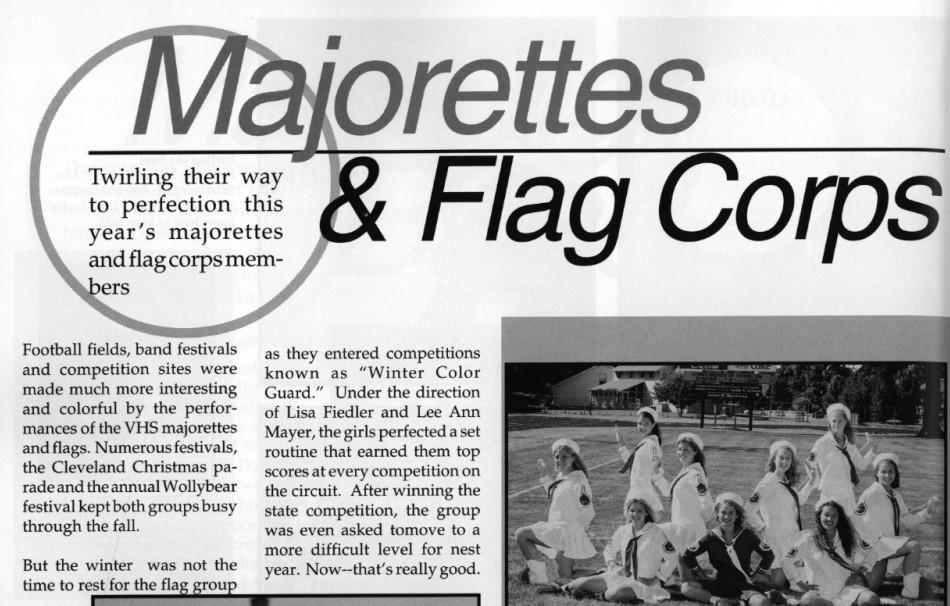 Majorettes
& Flag Corps
Twirling their way
to perfection this
year's majorettes
and flag corps mem-
bers
Football fields, band festivals
and competition sites were
made much more interesting
and colorful by the perfor-
mances of the VHS majorettes
and flags. Numerous festivals,
the Cleveland Christmas pa-
rade and the annual Wollybear
festival kept both groups busy
through the fall.
But the winter was not the
time to rest for the flag group
as they entered competitions
known as "Winter Color
Guard." Under the direction
of Lisa Fiedler and Lee Ann
Mayer, the girls perfected a set
routine that earned them top
scores at every competition on
the circuit. After winning the
state competition, the group
was even asked tomove to a
more difficult level for nest
year. Now--that's really good.